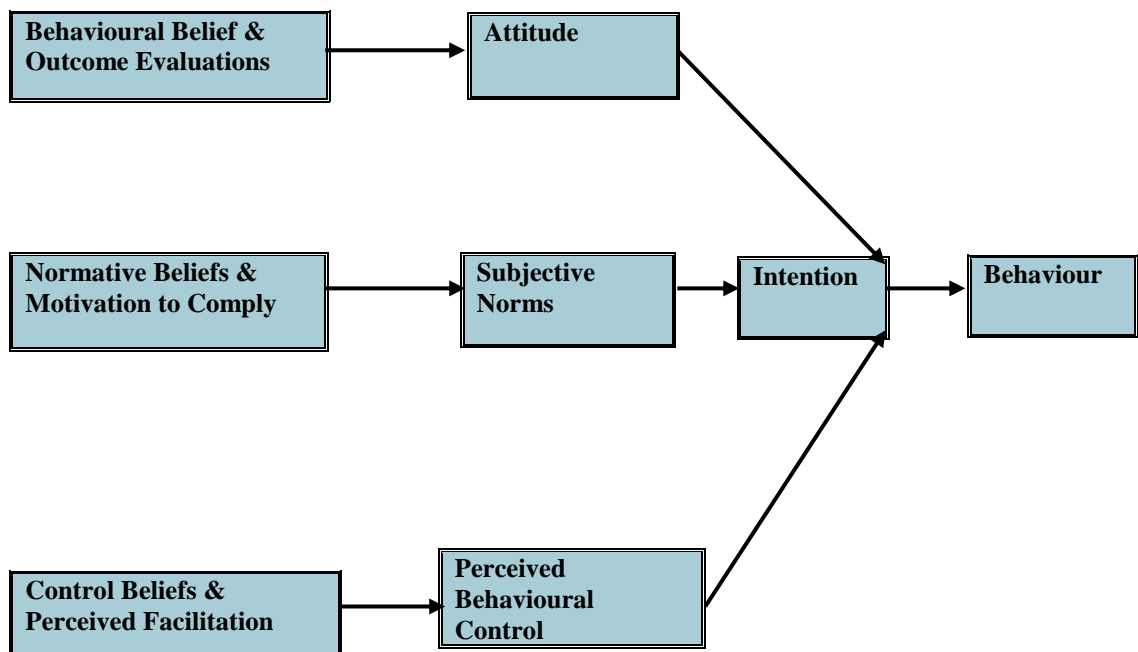 Behavioural Belief &
Outcome Evaluations
Attitude
Normative Beliefs &
Motivation to Comply
Subjective
Norms
Intention
Behaviour
Control Beliefs &
Perceived Facilitation
Perceived
Behavioural
Control